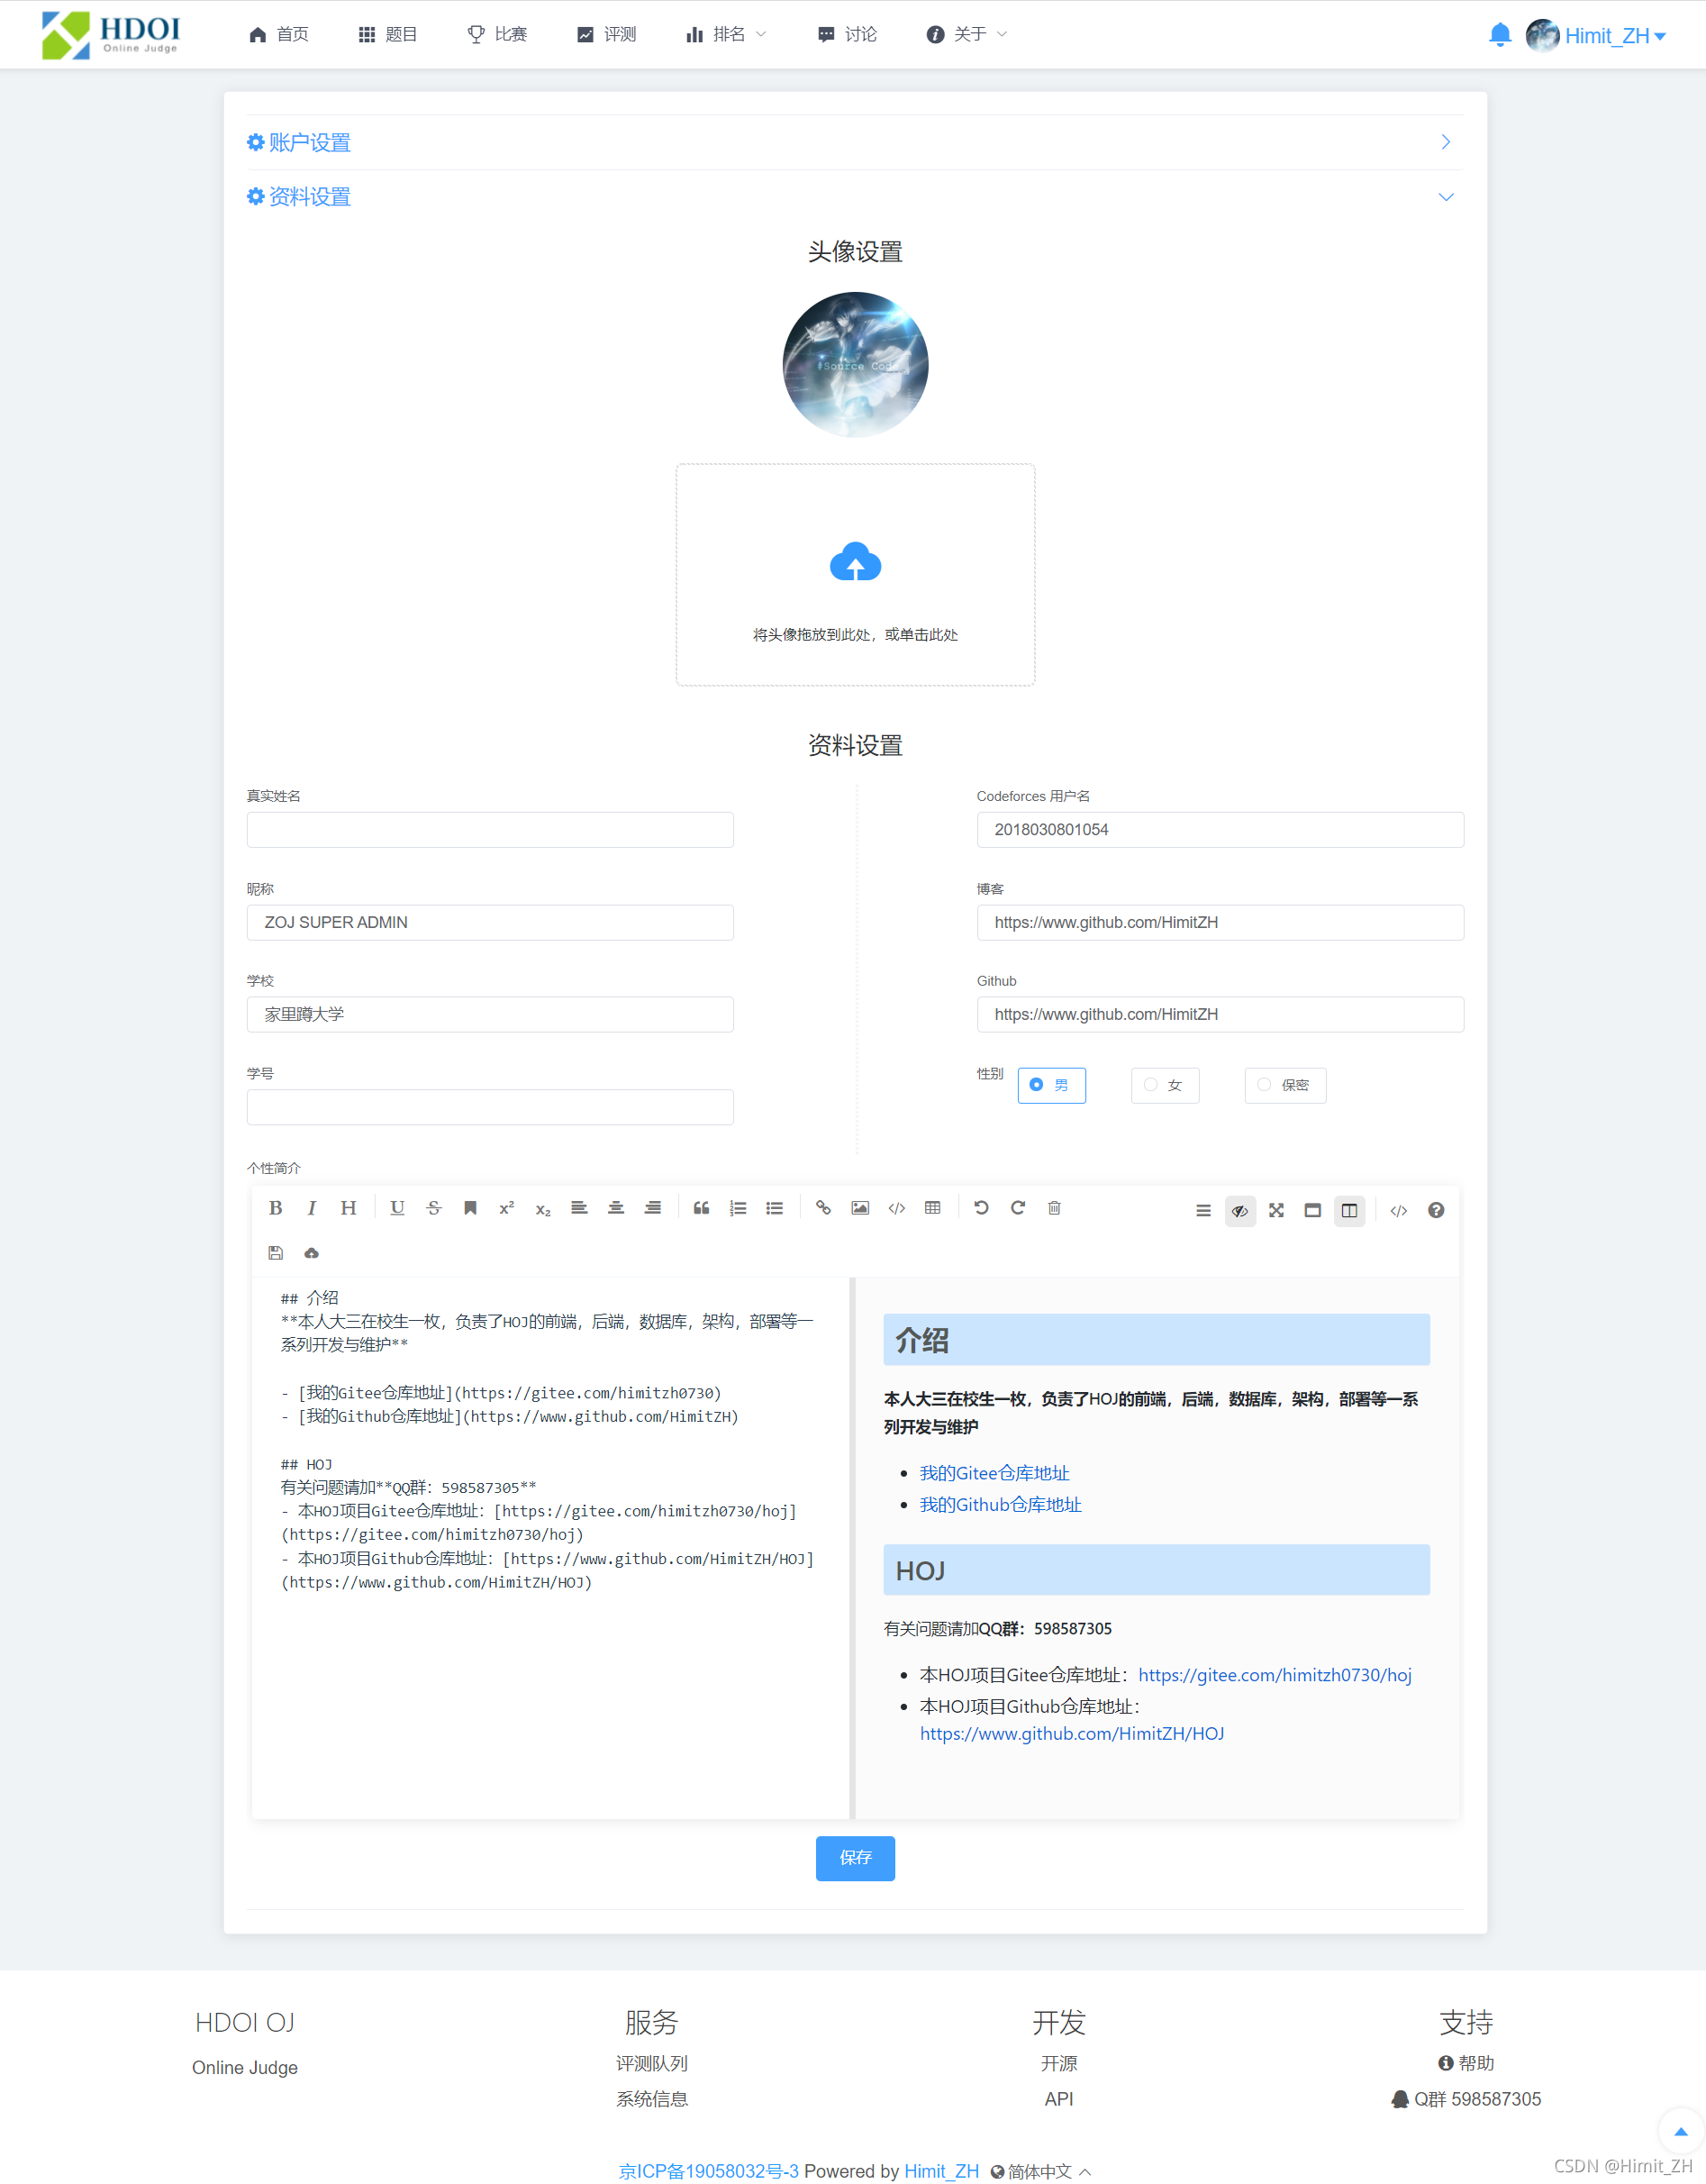 HDOI
Online Judge
首页
题目
比赛
评测
排名
讨论
关于
Himit_ZH
账户设置
资料设置
头像设置
#Source Code
将头像拖放到此处，或单击此处
资料设置
真实姓名
Codeforces 用户名
2018030801054
昵称
ZOJ SUPER ADMIN
博客
https://www.github.com/HimitZH
学校
家里蹲大学
Github
https://www.github.com/HimitZH
学号
性别
男
女
保密
个性简介
## 介绍
**本人大三在校生一枚，负责了HOJ的前端，后端，数据库，架构，部署等一
系列开发与维护**
- [我的Gitee仓库地址](https://gitee.com/himitzh0730)
- [我的Github仓库地址](https://www.github.com/HimitZH)
## HOJ
有关问题请加**QQ群：598587305**
- 本HOJ项目Gitee仓库地址：[https://gitee.com/himitzh0730/hoj]
(https://gitee.com/himitzh0730/hoj)
- 本HOJ项目Github仓库地址：[https://www.github.com/HimitZH/HOJ]
(https://www.github.com/HimitZH/HOJ)
介绍
本人大三在校生一枚，负责了HOJ的前端，后端，数据库，架构，部署等一系
列开发与维护
我的Gitee仓库地址
我的Github仓库地址
HOJ
有关问题请加QQ群：598587305
本HOJ项目Gitee仓库地址：https://gitee.com/himitzh0730/hoj
本HOJ项目Github仓库地址：
https://www.github.com/HimitZH/HOJ
保存
HDOI OJ
Online Judge
服务
评测队列
系统信息
开发
开源
API
支持
帮助
Q群 598587305
京ICP备19058032号-3 Powered by Himit_ZH 简体中文
CSDN @Himit_ZH